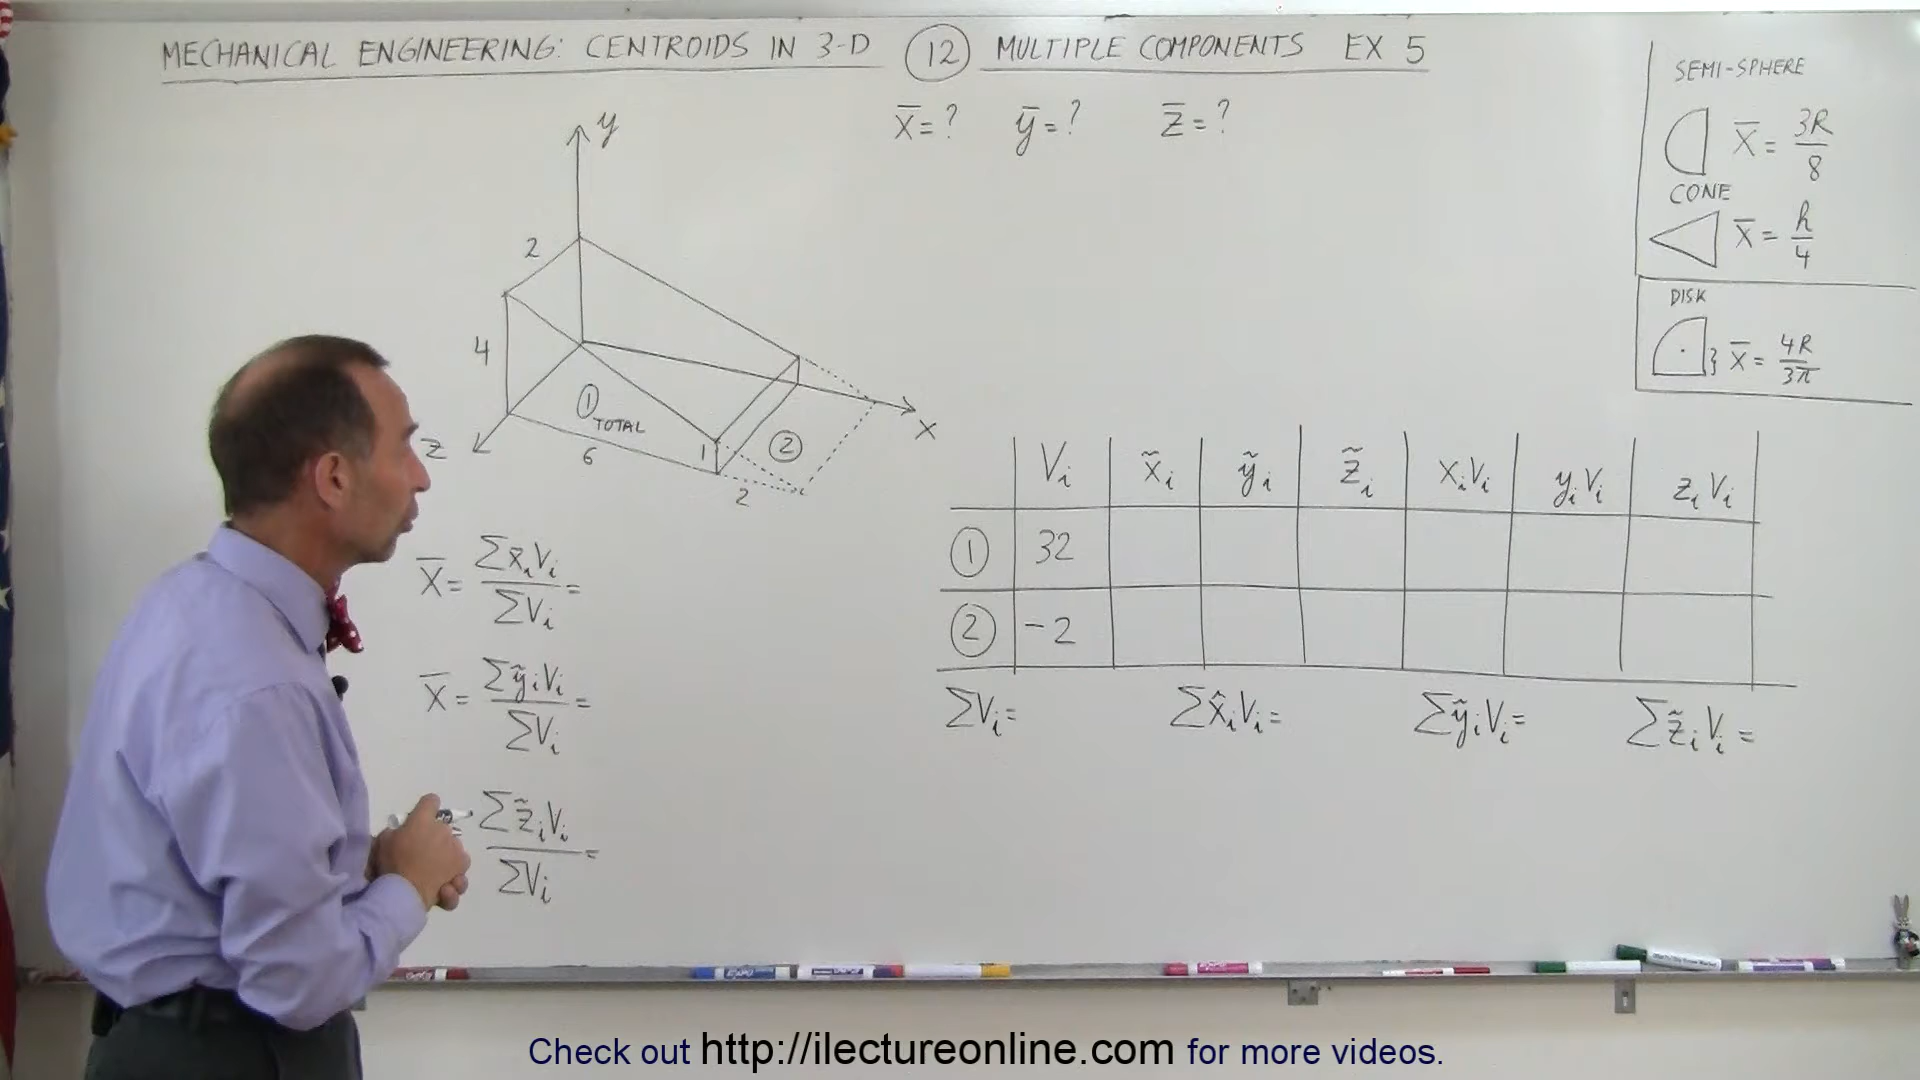 MECHANICAL ENGINEERING: CENTROIDS IN 3-D ⑫ MULTIPLE COMPONENTS EX 5
X̄ = ? ȳ = ? z̄ = ?
SEMI-SPHERE
X̄ = 3R/8
CONE
X̄ = h/4
DISK
} X̄ = 4R/3π
y
2
4
① TOTAL
1
②
6
2
x
z
X̄ = Σx̃ᵢVᵢ/ΣVᵢ =
X̄ = ΣỹᵢVᵢ/ΣVᵢ =
= Σz̃ᵢVᵢ/ΣVᵢ =
Vᵢ x̃ᵢ ỹᵢ z̃ᵢ xᵢVᵢ yᵢVᵢ zᵢVᵢ
① 32
② -2
ΣVᵢ= Σx̂ᵢVᵢ= ΣỹᵢVᵢ= Σz̃ᵢVᵢ=
Check out http://ilectureonline.com for more videos.